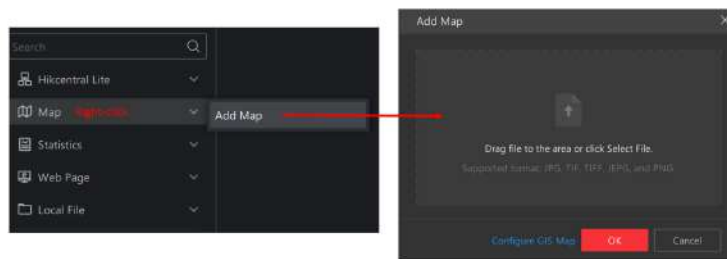 Search
Hikcentral Lite
Map Right-click
Add Map
Statistics
Web Page
Local File
Add Map
Drag file to the area or click Select File.
Supported format: JPG, TIF, TIFF, JEPG, and PNG
Configure GIS Map
OK
Cancel